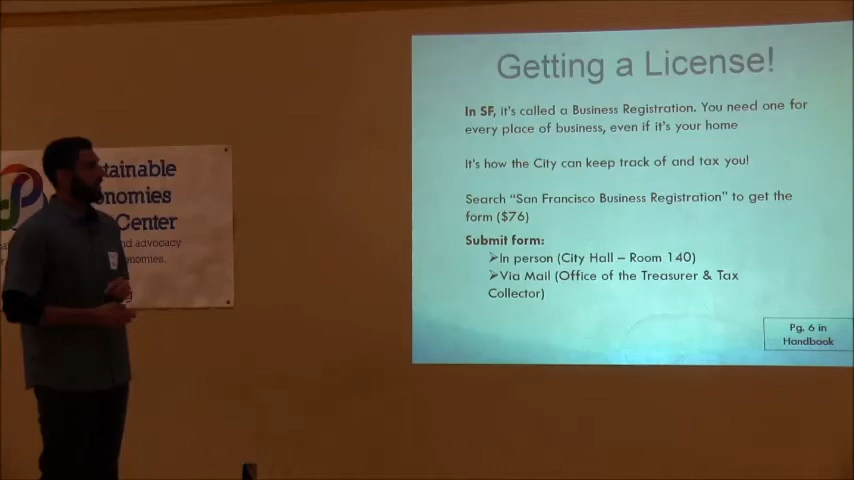 Getting a License!
In SF, it's called a Business Registration. You need one for
every place of business, even if it's your home
It's how the City can keep track of and tax you!
Search "San Francisco Business Registration" to get the
form ($76)
Submit form:
➢In person (City Hall – Room 140)
➢Via Mail (Office of the Treasurer & Tax
Collector)
Pg. 6 in
Handbook
stainable
onomies
Center
and advocacy
onomies.